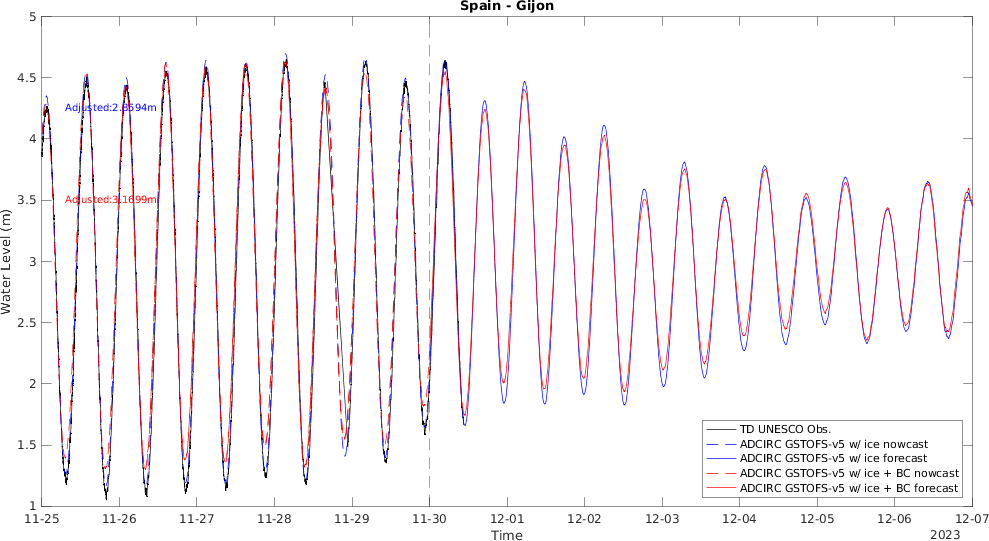 Spain - Gijon
5
4.5
4
3.5
3
2.5
2
1.5
1
Water Level (m)
Adjusted:2.8594m
Adjusted:3.1699m
TD UNESCO Obs.
ADCIRC GSTOFS-v5 w/ ice nowcast
ADCIRC GSTOFS-v5 w/ ice forecast
ADCIRC GSTOFS-v5 w/ ice + BC nowcast
ADCIRC GSTOFS-v5 w/ ice + BC forecast
11-25 11-26 11-27 11-28 11-29 11-30 12-01 12-02 12-03 12-04 12-05 12-06 12-07
Time
2023